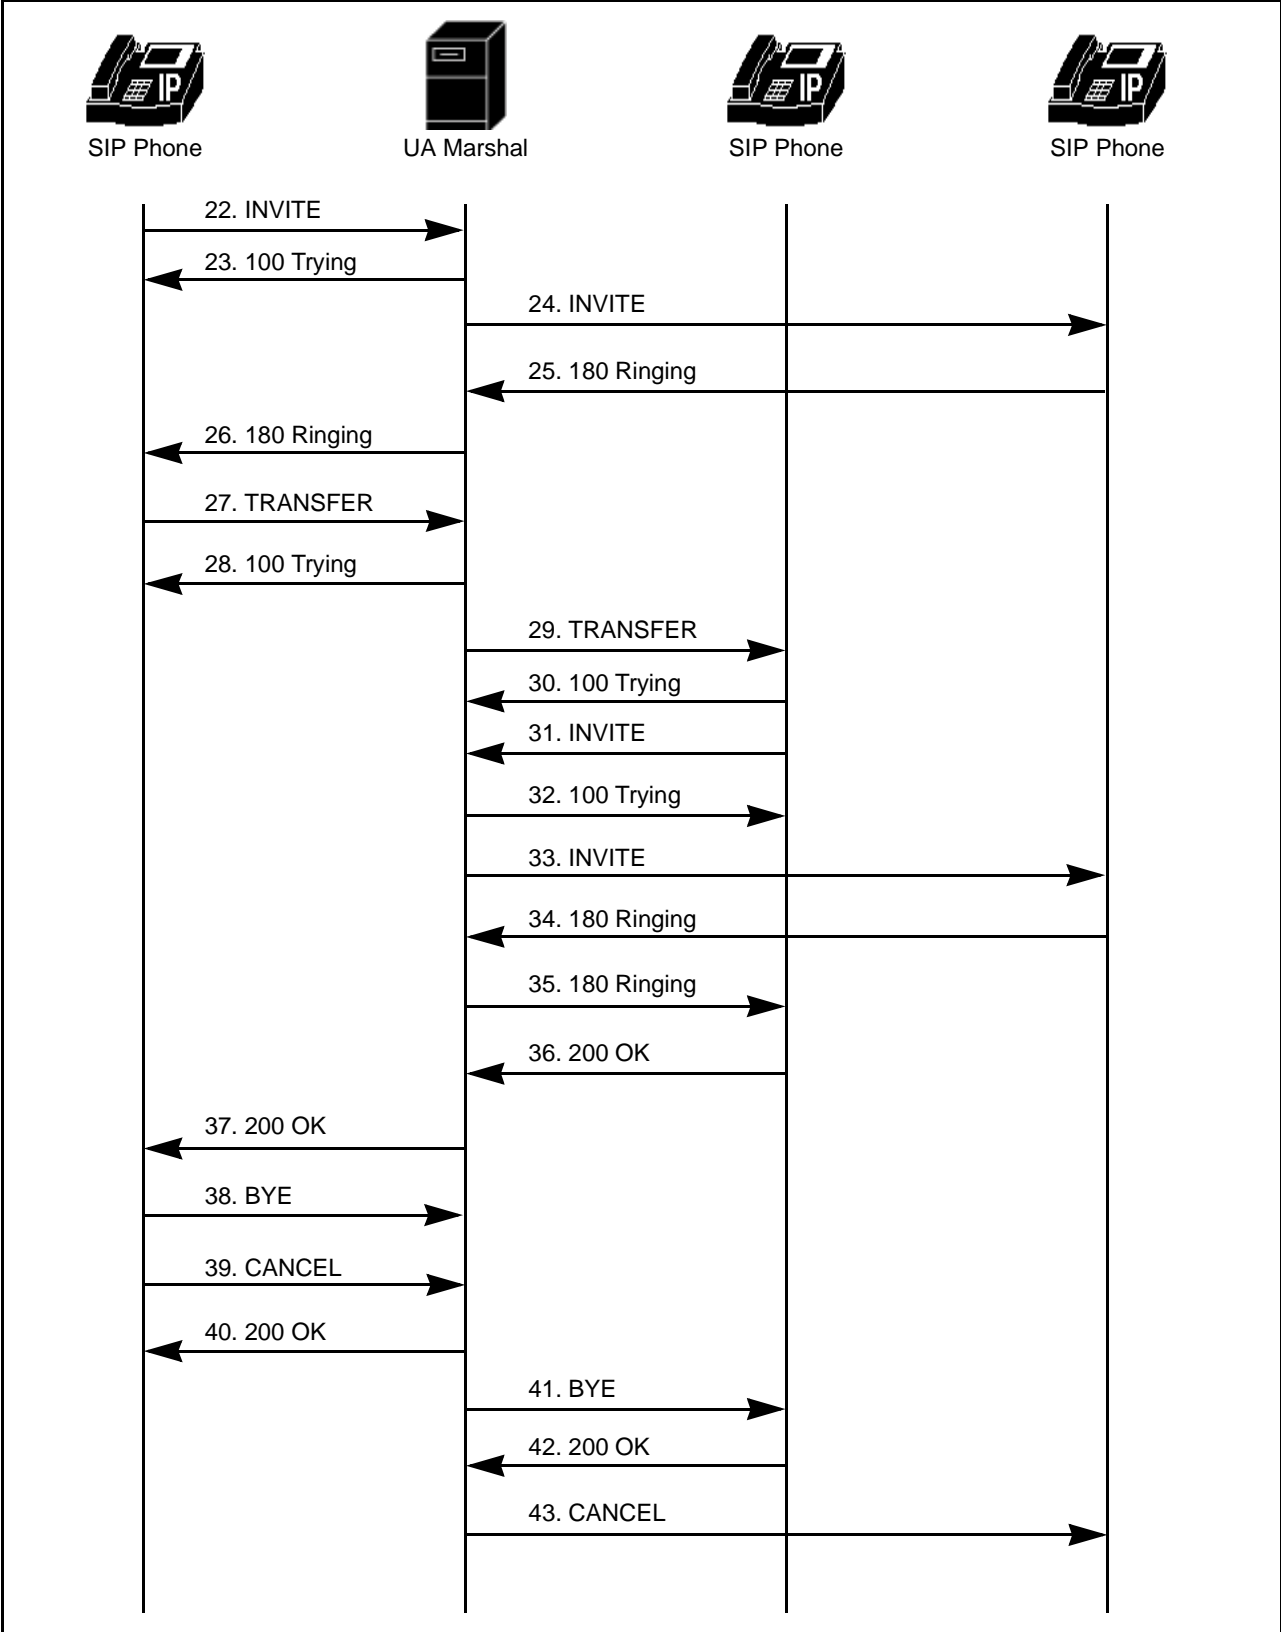 IP
IP
IP
SIP Phone
UA Marshal
SIP Phone
SIP Phone
22. INVITE
23. 100 Trying
24. INVITE
25. 180 Ringing
26. 180 Ringing
27. TRANSFER
28. 100 Trying
29. TRANSFER
30. 100 Trying
31. INVITE
32. 100 Trying
33. INVITE
34. 180 Ringing
35. 180 Ringing
36. 200 OK
37. 200 OK
38. BYE
39. CANCEL
40. 200 OK
41. BYE
42. 200 OK
43. CANCEL